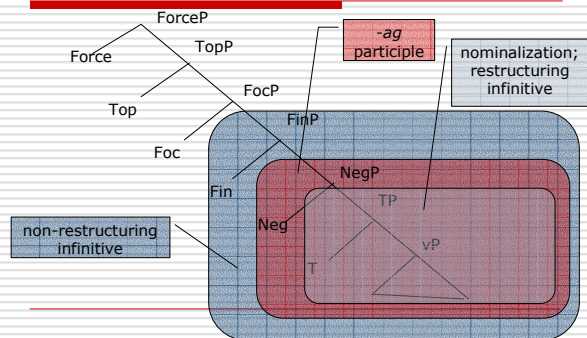 ForceP
-ag
participle
TopP
Force
nominalization;
restructuring
infinitive
FocP
Top
FinP
Foc
NegP
Fin
TP
Neg
non-restructuring
infinitive
vP
T